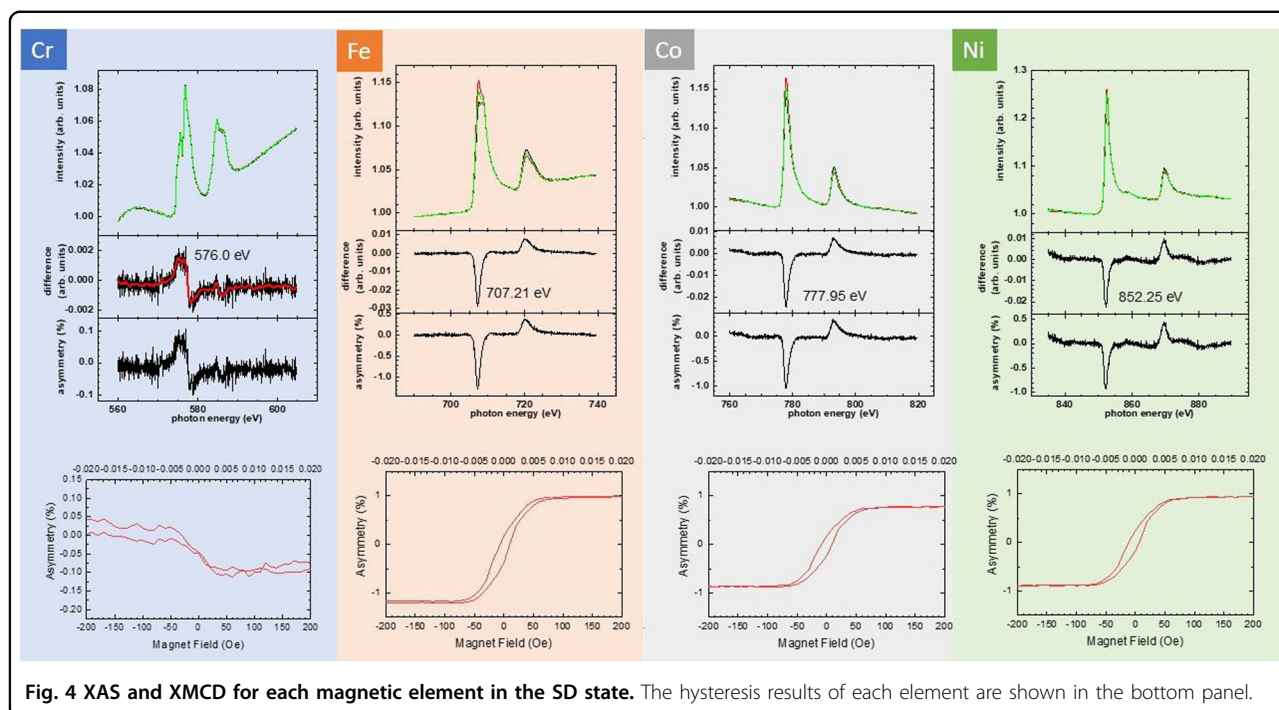 Cr
Fe
Co
Ni
intensity (arb. units)
1.08
1.06
1.04
1.02
1.00
difference
(arb. units)
0.002
0.000
-0.002
576.0 eV
asymmetry (%)
0.1
0.0
-0.1
560 580 600
photon energy (eV)
-0.020-0.015-0.010-0.005 0.000 0.005 0.010 0.015 0.020
Asymmetry (%)
0.15
0.10
0.05
0.00
-0.05
-0.10
-0.15
-0.20
-200 -150 -100 -50 0 50 100 150 200
Magnet Field (Oe)
intensity (arb. units)
1.15
1.10
1.05
1.00
difference
(arb. units)
0.01
0.00
-0.01
-0.02
-0.03
707.21 eV
asymmetry (%)
0.5
0.0
-0.5
-1.0
700 720 740
photon energy (eV)
-0.020-0.015-0.010-0.005 0.000 0.005 0.010 0.015 0.020
Asymmetry (%)
1
0
-1
-200 -150 -100 -50 0 50 100 150 200
Magnet Field (Oe)
intensity (arb. units)
1.15
1.10
1.05
1.00
difference
(arb. units)
0.01
0.00
-0.01
-0.02
777.95 eV
asymmetry (%)
0.5
0.0
-0.5
-1.0
760 780 800 820
photon energy (eV)
-0.020-0.015-0.010-0.005 0.000 0.005 0.010 0.015 0.020
Asymmetry (%)
1
0
-1
-200 -150 -100 -50 0 50 100 150 200
Magnet Field (Oe)
intensity (arb. units)
1.3
1.2
1.1
1.0
difference
(arb. units)
0.01
0.00
-0.01
-0.02
852.25 eV
asymmetry (%)
0.5
0.0
-0.5
-1.0
840 860 880
photon energy (eV)
-0.020-0.015-0.010-0.005 0.000 0.005 0.010 0.015 0.020
Asymmetry (%)
1
0
-1
-200 -150 -100 -50 0 50 100 150 200
Magnet Field (Oe)
Fig. 4 XAS and XMCD for each magnetic element in the SD state. The hysteresis results of each element are shown in the bottom panel.